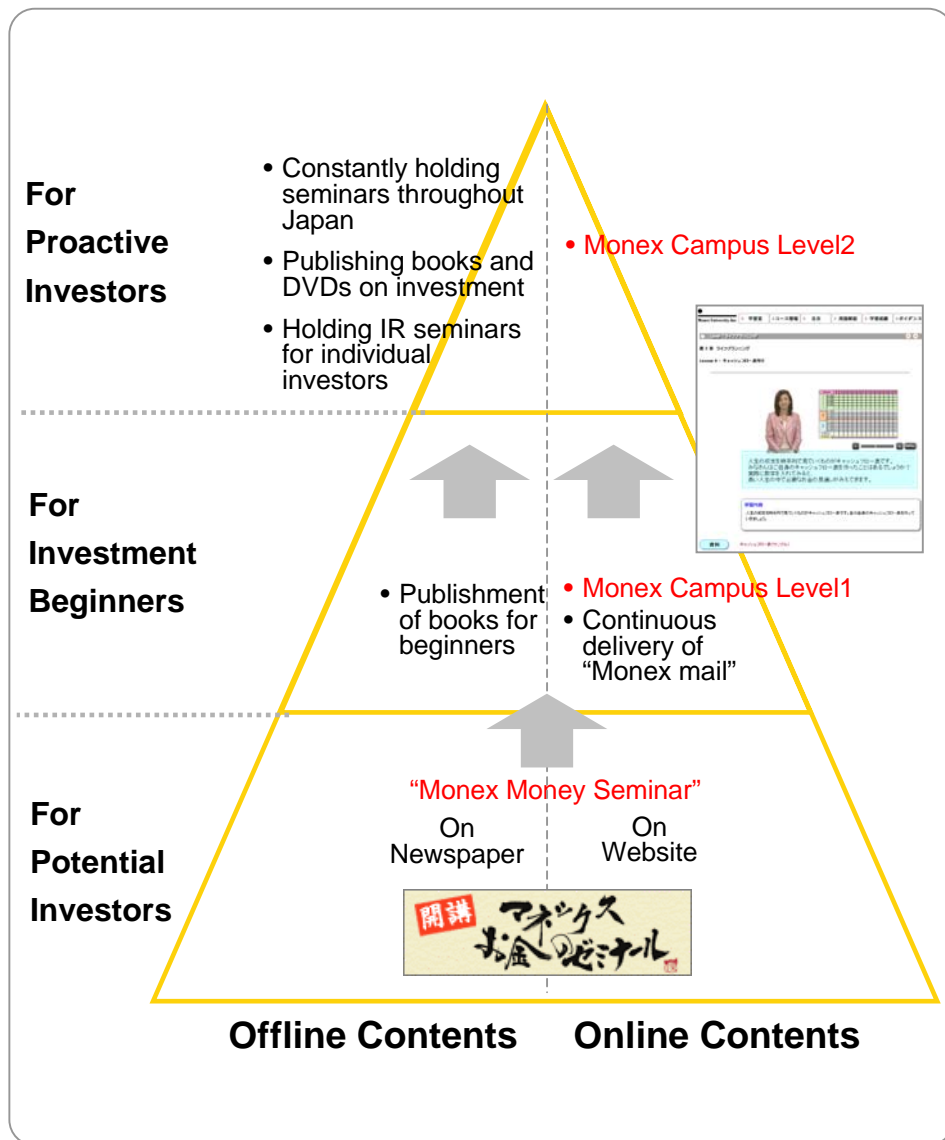 For
Proactive
Investors
• Constantly holding
seminars throughout
Japan
• Publishing books and
DVDs on investment
• Holding IR seminars
for individual
investors
• Monex Campus Level2
For
Investment
Beginners
• Publishment
of books for
beginners
• Monex Campus Level1
• Continuous
delivery of
“Monex mail”
For
Potential
Investors
“Monex Money Seminar”
On
Newspaper
On
Website
開講
マネックス
お金のゼミナール
Offline Contents
Online Contents